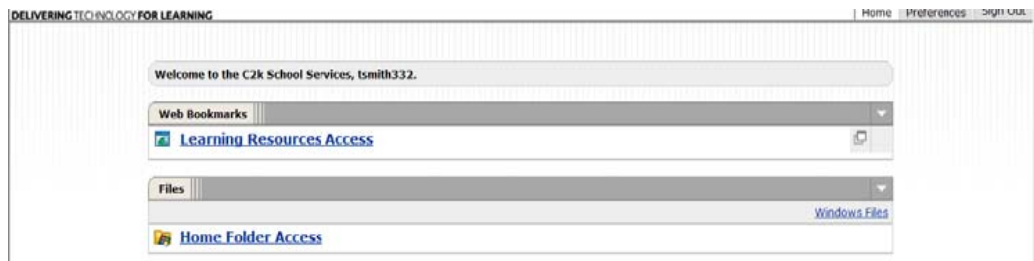 DELIVERING TECHNOLOGY FOR LEARNING
Home Preferences Sign Out
Welcome to the C2k School Services, tsmith332.
Web Bookmarks
Learning Resources Access
Files
Windows Files
Home Folder Access